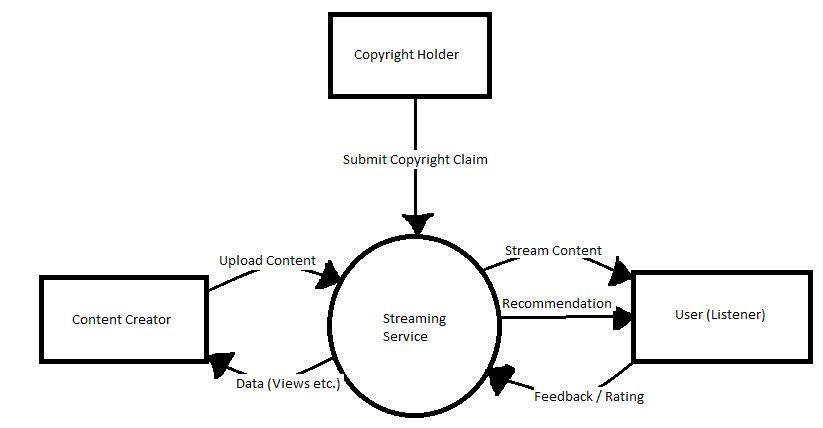 Copyright Holder
Submit Copyright Claim
Upload Content
Stream Content
Recommendation
Content Creator
Streaming
Service
User (Listener)
Data (Views etc.)
Feedback / Rating